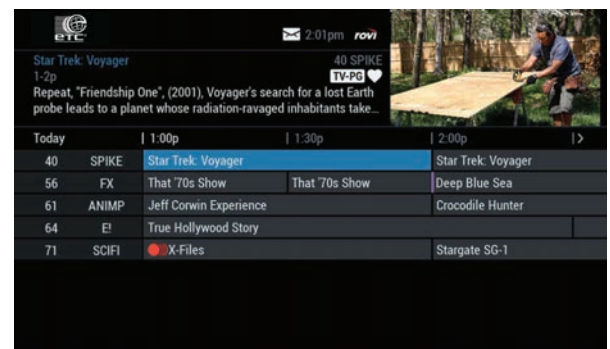 etc
2:01pm rovi
Star Trek: Voyager 40 SPIKE
1-2p TV-PG
Repeat, "Friendship One", (2001), Voyager's search for a lost Earth
probe leads to a planet whose radiation-ravaged inhabitants take...
Today | 1:00p | 1:30p | 2:00p |>
40 SPIKE Star Trek: Voyager Star Trek: Voyager
56 FX That '70s Show That '70s Show Deep Blue Sea
61 ANIMP Jeff Corwin Experience Crocodile Hunter
64 E! True Hollywood Story
71 SCIFI X-Files Stargate SG-1